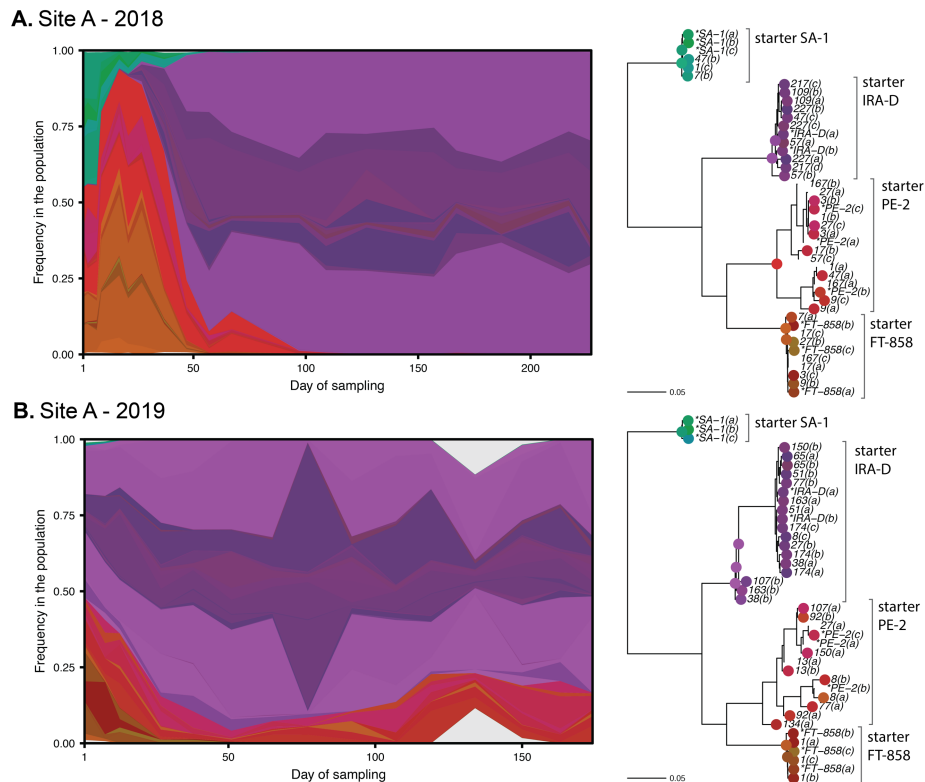 A. Site A - 2018
1.00
0.75
0.50
0.25
0.00
Frequency in the population
1
50
100
150
200
Day of sampling
*SA-1(a)
*SA-1(b)
*SA-1(c)
47(b)
1(c)
7(b)
starter SA-1
217(c)
109(b)
109(a)
227(b)
47(c)
227(c)
*IRA-D(a)
57(a)
*IRA-D(b)
227(a)
217(d)
57(b)
starter
IRA-D
167(b)
27(a)
3(b)
*PE-2(c)
1(b)
27(c)
3(a)
*PE-2(a)
17(b)
57(c)
1(a)
47(a)
167(a)
*PE-2(b)
9(c)
9(a)
starter
PE-2
7(a)
*FT-858(b)
17(c)
27(b)
*FT-858(c)
167(c)
17(a)
3(c)
9(b)
*FT-858(a)
starter
FT-858
0.05
B. Site A - 2019
1.00
0.75
0.50
0.25
0.00
Frequency in the population
1
50
100
150
Day of sampling
*SA-1(a)
*SA-1(b)
*SA-1(c)
starter SA-1
150(b)
65(a)
65(b)
51(b)
77(b)
*IRA-D(a)
163(a)
51(a)
*IRA-D(b)
174(c)
8(c)
27(b)
174(b)
38(a)
174(a)
107(b)
163(b)
38(b)
starter
IRA-D
107(a)
92(b)
27(a)
*PE-2(c)
*PE-2(a)
150(a)
13(a)
13(b)
8(b)
*PE-2(b)
8(a)
77(a)
92(a)
134(a)
starter
PE-2
*FT-858(b)
1(a)
*FT-858(c)
1(c)
*FT-858(a)
1(b)
starter
FT-858
0.05